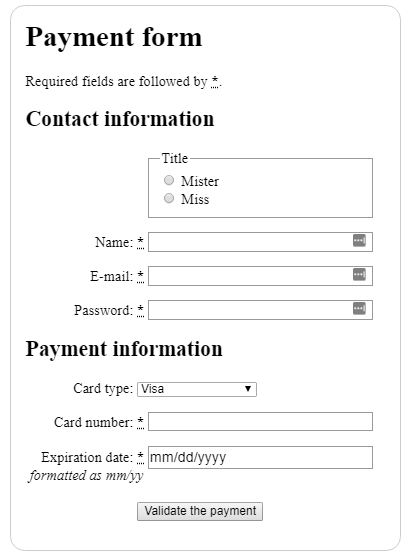 Payment form
Required fields are followed by *.
Contact information
Title
Mister
Miss
Name: *
E-mail: *
Password: *
Payment information
Card type: Visa
Card number: *
Expiration date: * mm/dd/yyyy
formatted as mm/yy
Validate the payment